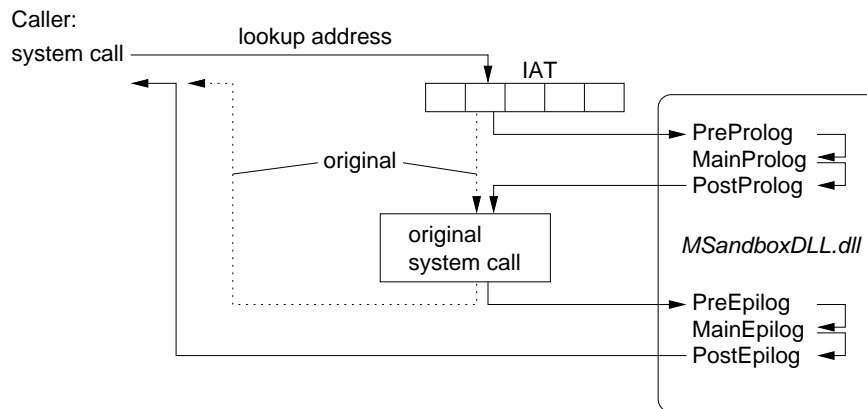 Caller:
system call
lookup address
IAT
original
original
system call
PreProlog
MainProlog
PostProlog
MSandboxDLL.dll
PreEpilog
MainEpilog
PostEpilog